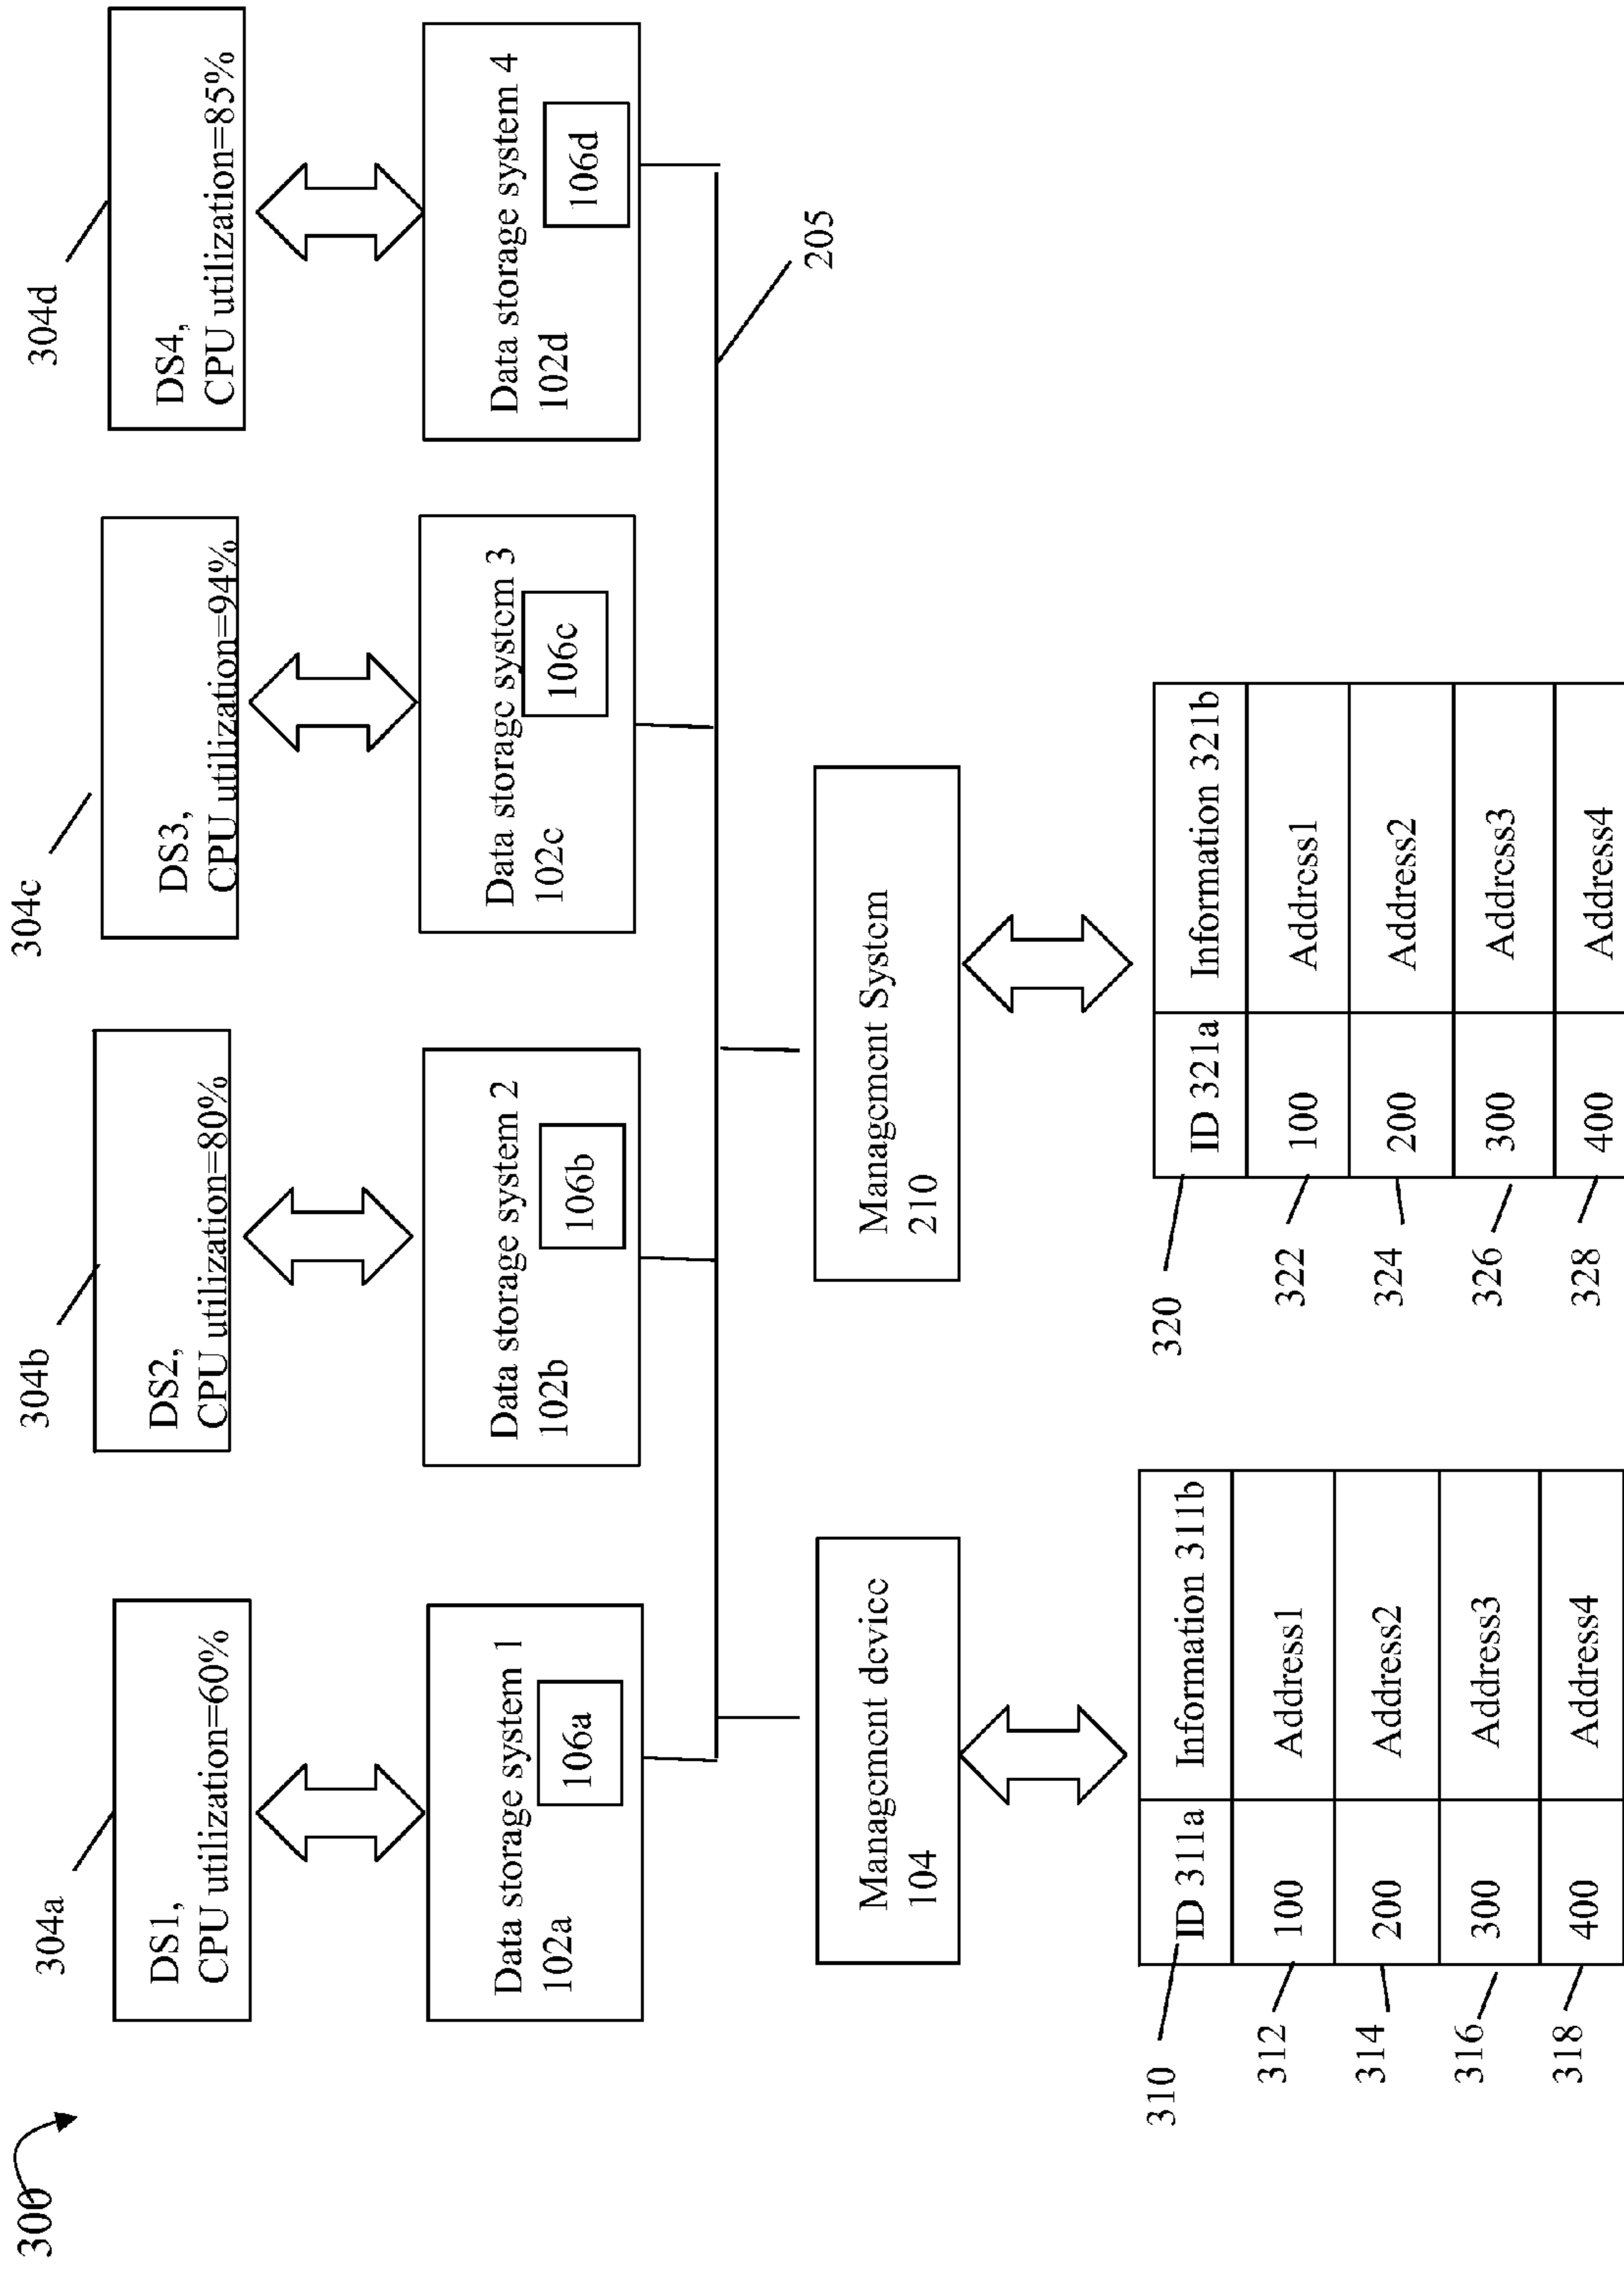 300
304a
304b
304c
304d
DS1,
CPU utilization=60%
DS2,
CPU utilization=80%
DS3,
CPU utilization=94%
DS4,
CPU utilization=85%
Data storage system 1
102a
106a
Data storage system 2
102b
106b
Data storage system 3
102c
106c
Data storage system 4
102d
106d
205
Management device
104
Management System
210
310
ID 311a Information 311b
312
100 Address1
314
200 Address2
316
300 Address3
318
400 Address4
320
ID 321a Information 321b
322
100 Address1
324
200 Address2
326
300 Address3
328
400 Address4